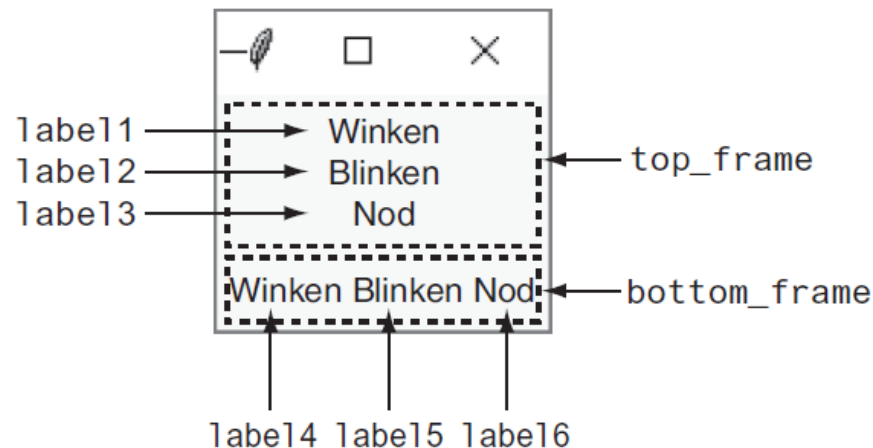 label1
Winken
label2
Blinken
top_frame
label3
Nod
Winken Blinken Nod
bottom_frame
label4 label5 label6